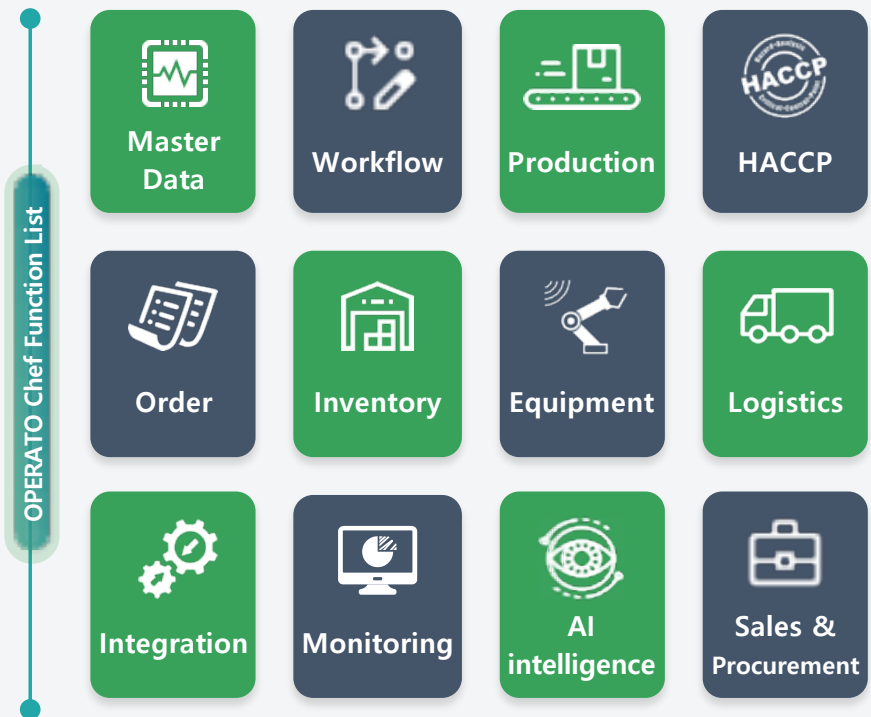 OPERATO Chef Function List
Master
Data
Workflow
Production
HACCP
HACCP
Order
Inventory
Equipment
Logistics
Integration
Monitoring
AI
intelligence
Sales &
Procurement